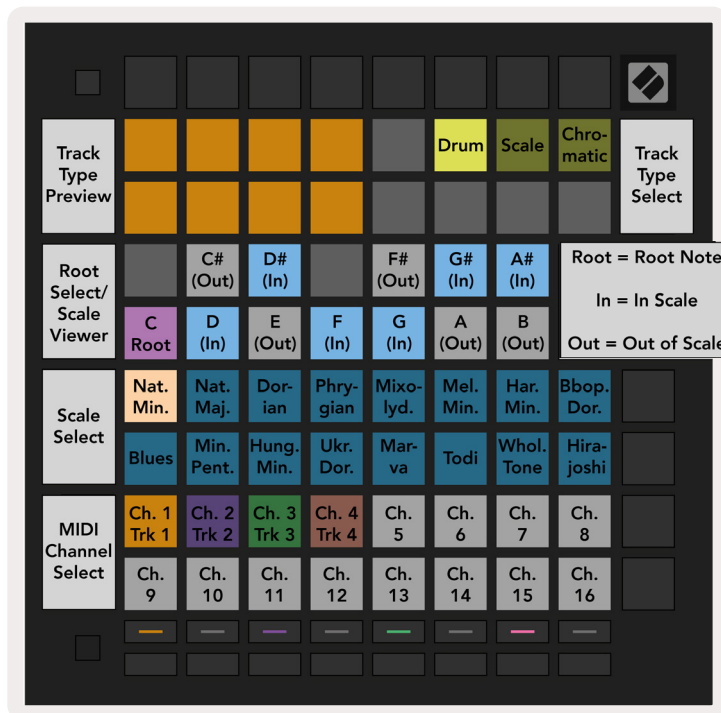 Track
Type
Preview
Drum
Scale
Chro-
matic
Track
Type
Select
Root
Select/
Scale
Viewer
C#
(Out)
D#
(In)
F#
(Out)
G#
(In)
A#
(In)
C
Root
D
(In)
E
(Out)
F
(In)
G
(In)
A
(Out)
B
(Out)
Root = Root Note
In = In Scale
Out = Out of Scale
Scale
Select
Nat.
Min.
Nat.
Maj.
Dor-
ian
Phry-
gian
Mixo-
lyd.
Mel.
Min.
Har.
Min.
Bbop.
Dor.
Blues
Min.
Pent.
Hung.
Min.
Ukr.
Dor.
Mar-
va
Todi
Whol.
Tone
Hira-
joshi
MIDI
Channel
Select
Ch. 1
Trk 1
Ch. 2
Trk 2
Ch. 3
Trk 3
Ch. 4
Trk 4
Ch.
5
Ch.
6
Ch.
7
Ch.
8
Ch.
9
Ch.
10
Ch.
11
Ch.
12
Ch.
13
Ch.
14
Ch.
15
Ch.
16